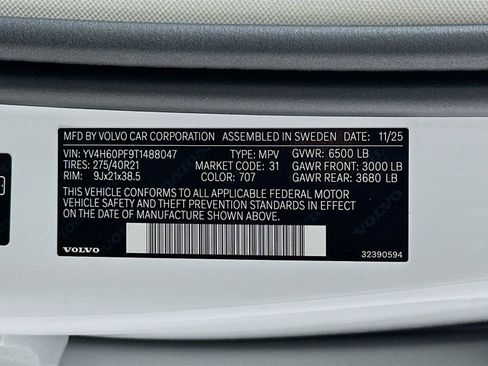 MFD BY VOLVO CAR CORPORATION ASSEMBLED IN SWEDEN DATE: 11/25
VIN: YV4H60PF9T1488047 TYPE: MPV GVWR: 6500 LB
TIRES: 275/40R21 MARKET CODE: 31 GAWR FRONT: 3000 LB
RIM: 9Jx21x38.5 COLOR: 707 GAWR REAR: 3680 LB
THIS VEHICLE CONFORMS TO ALL APPLICABLE FEDERAL MOTOR
VEHICLE SAFETY AND THEFT PREVENTION STANDARDS IN EFFECT
ON THE DATE OF MANUFACTURE SHOWN ABOVE.
VOLVO 32390594